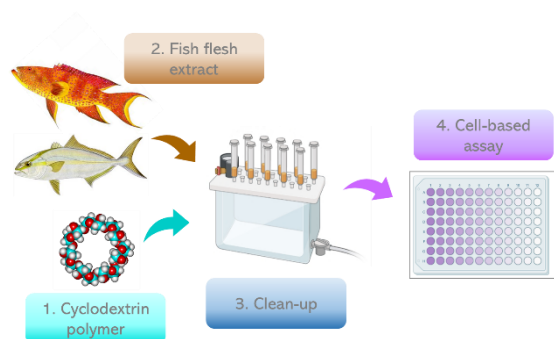 2. Fish flesh
extract
4. Cell-based
assay
1. Cyclodextrin
polymer
3. Clean-up